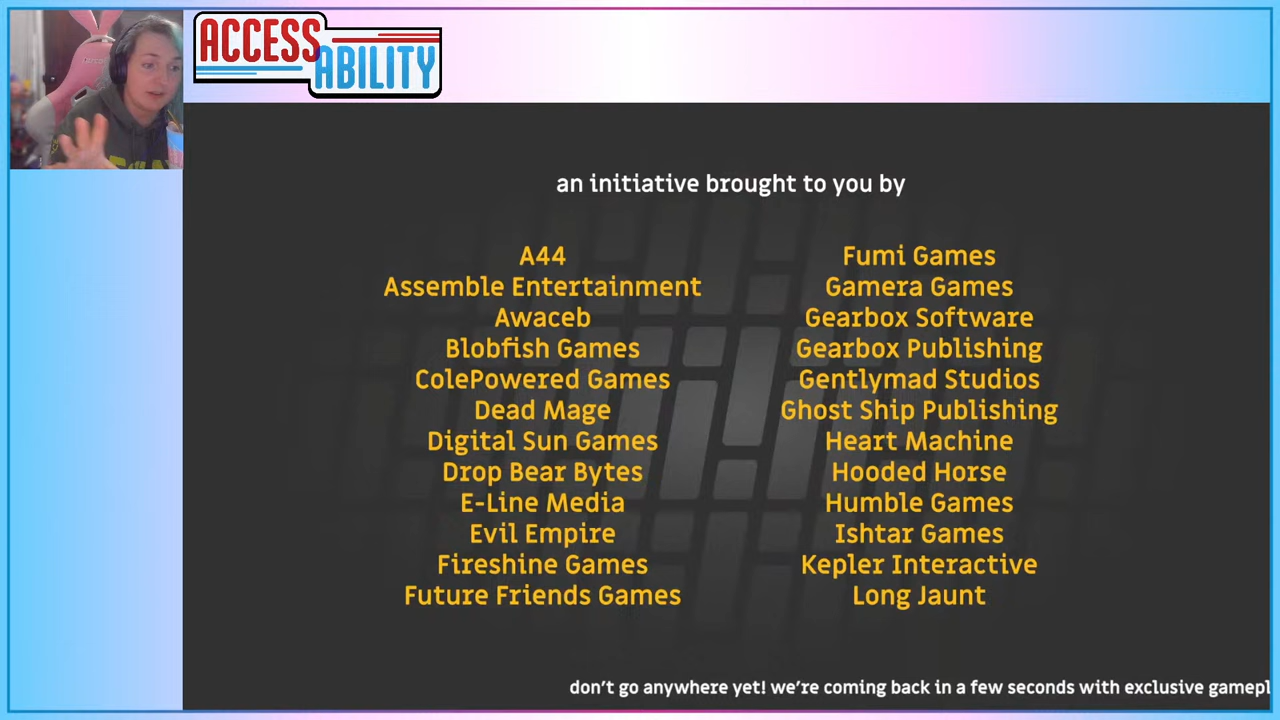 ACCESS
ABILITY
an initiative brought to you by
A44
Assemble Entertainment
Awaceb
Blobfish Games
ColePowered Games
Dead Mage
Digital Sun Games
Drop Bear Bytes
E-Line Media
Evil Empire
Fireshine Games
Future Friends Games
Fumi Games
Gamera Games
Gearbox Software
Gearbox Publishing
Gentlymad Studios
Ghost Ship Publishing
Heart Machine
Hooded Horse
Humble Games
Ishtar Games
Kepler Interactive
Long Jaunt
don't go anywhere yet! we're coming back in a few seconds with exclusive gamepl